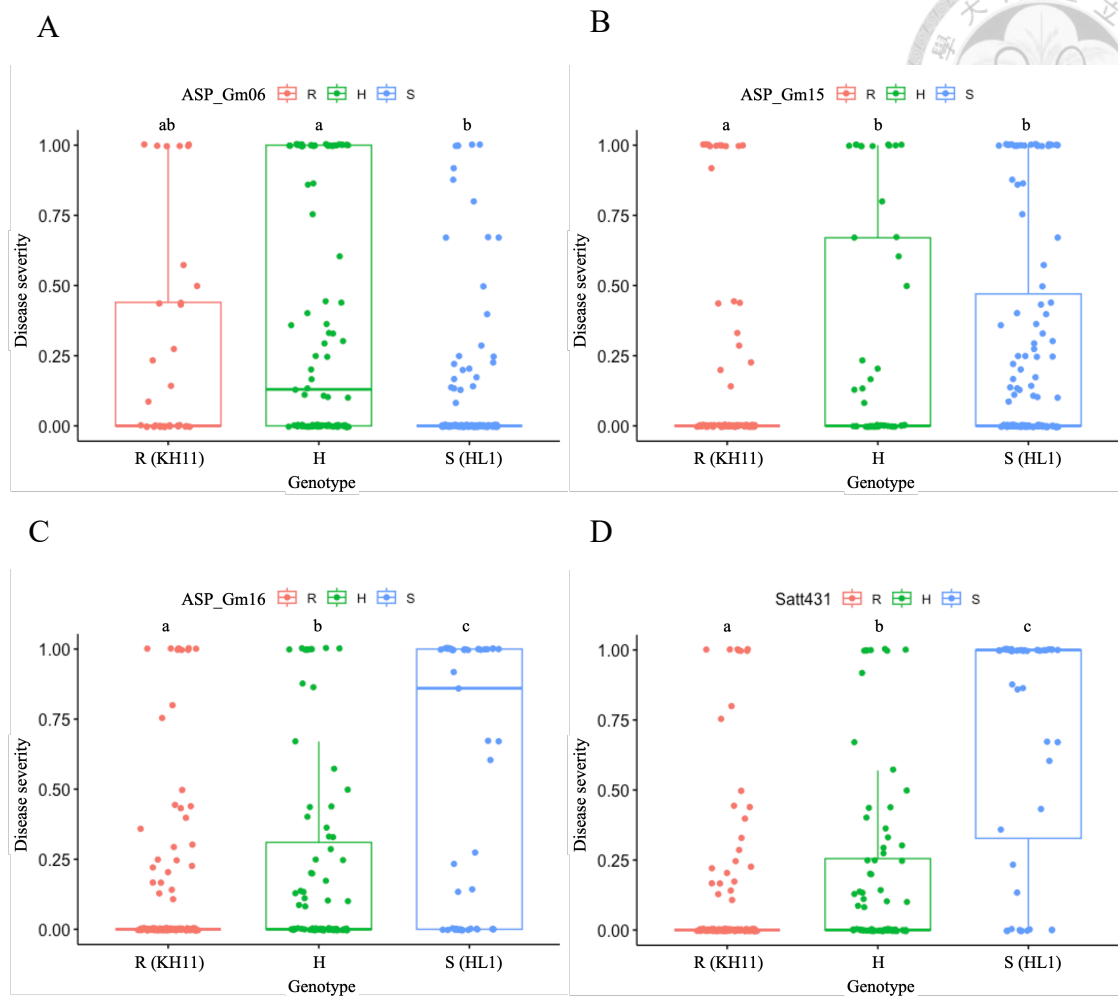 A
ASP_Gm06 R H S
ab a b
1.00
0.75
0.50
0.25
0.00
Disease severity
R (KH11) H S (HL1)
Genotype
B
學 大 立
ASP_Gm15 R H S
a b b
1.00
0.75
0.50
0.25
0.00
Disease severity
R (KH11) H S (HL1)
Genotype
C
ASP_Gm16 R H S
a b c
1.00
0.75
0.50
0.25
0.00
Disease severity
R (KH11) H S (HL1)
Genotype
D
Satt431 R H S
a b c
1.00
0.75
0.50
0.25
0.00
Disease severity
R (KH11) H S (HL1)
Genotype